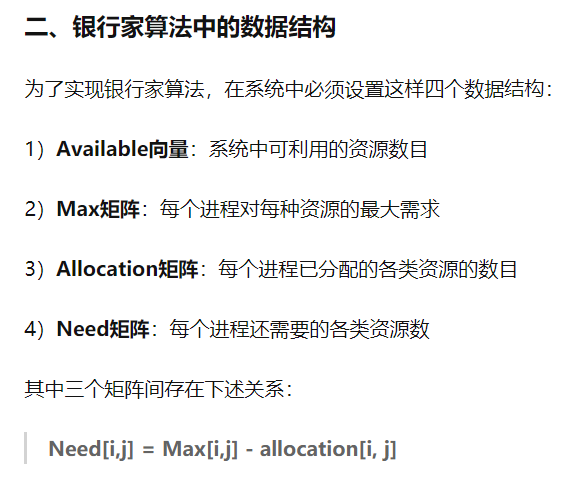 二、银行家算法中的数据结构
为了实现银行家算法，在系统中必须设置这样四个数据结构：
1）Available向量：系统中可利用的资源数目
2）Max矩阵：每个进程对每种资源的最大需求
3）Allocation矩阵：每个进程已分配的各类资源的数目
4）Need矩阵：每个进程还需要的各类资源数
其中三个矩阵间存在下述关系：
Need[i,j] = Max[i,j] - allocation[i, j]